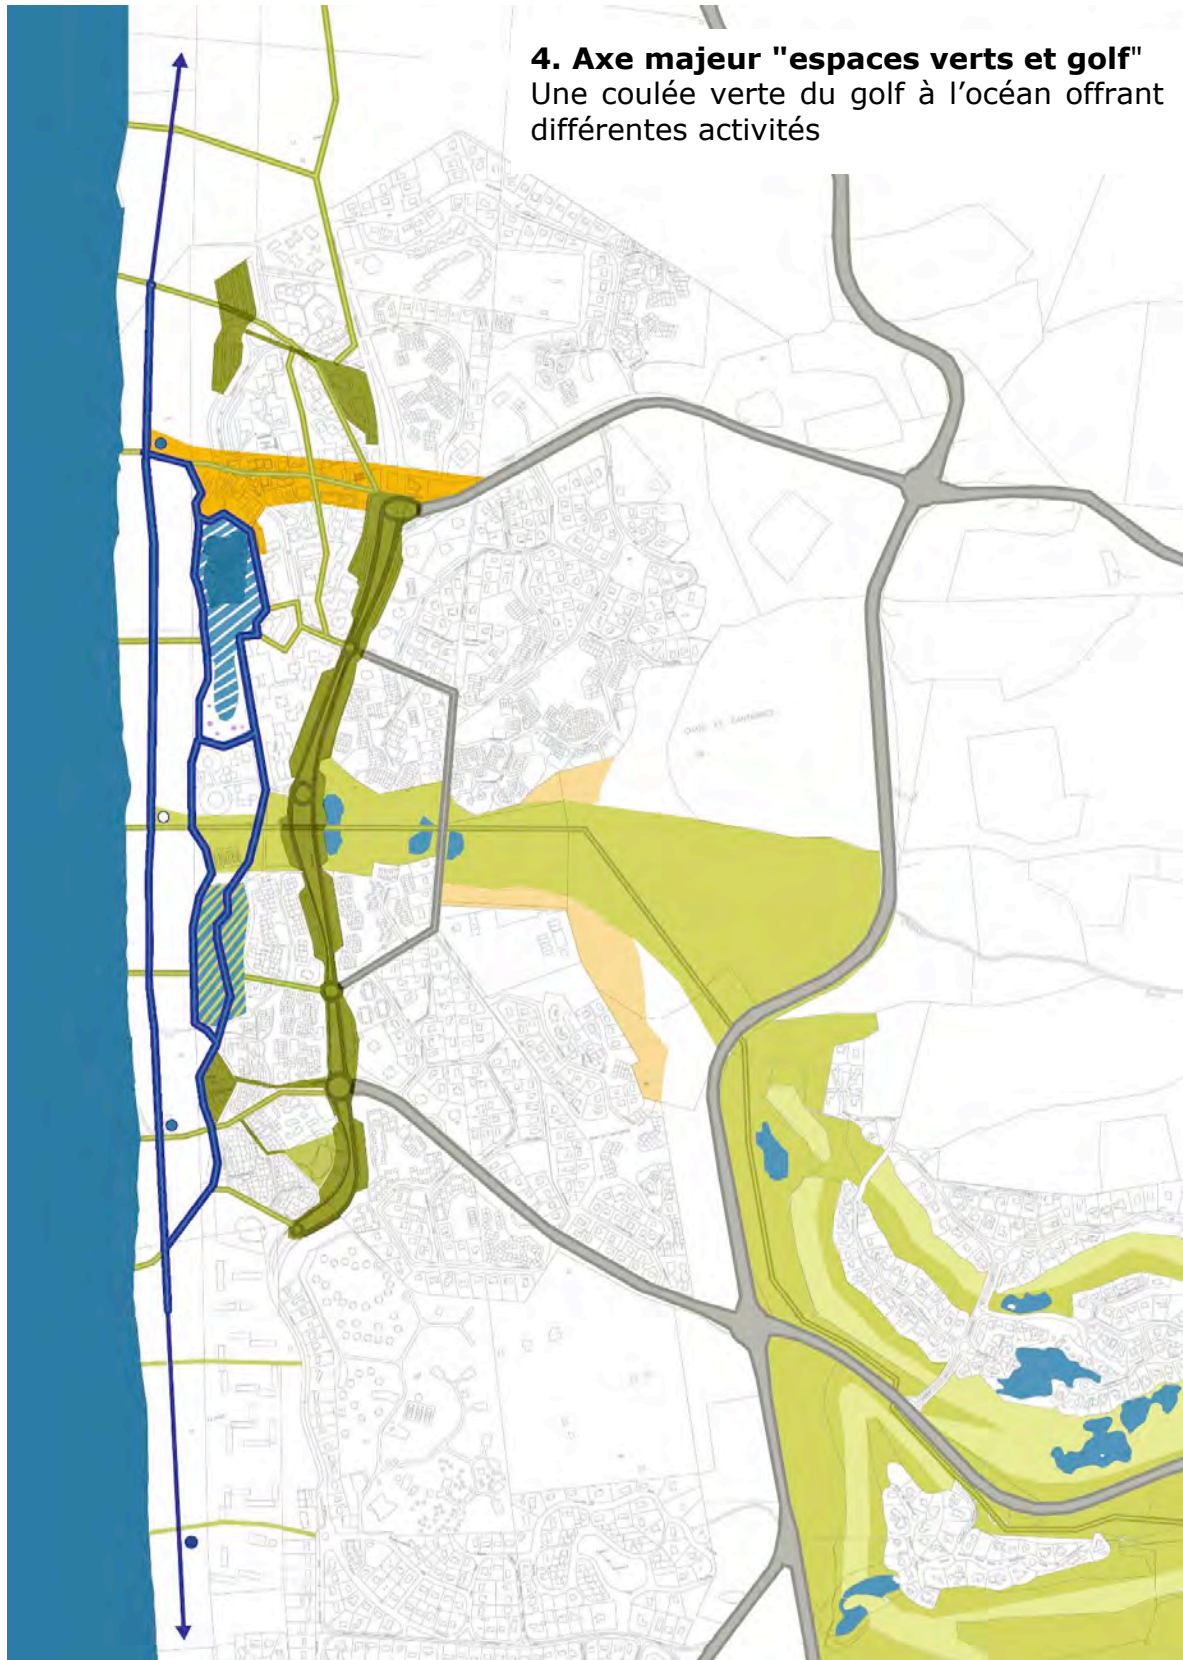 4. Axe majeur "espaces verts et golf"
Une coulée verte du golf à l’océan offrant
différentes activités